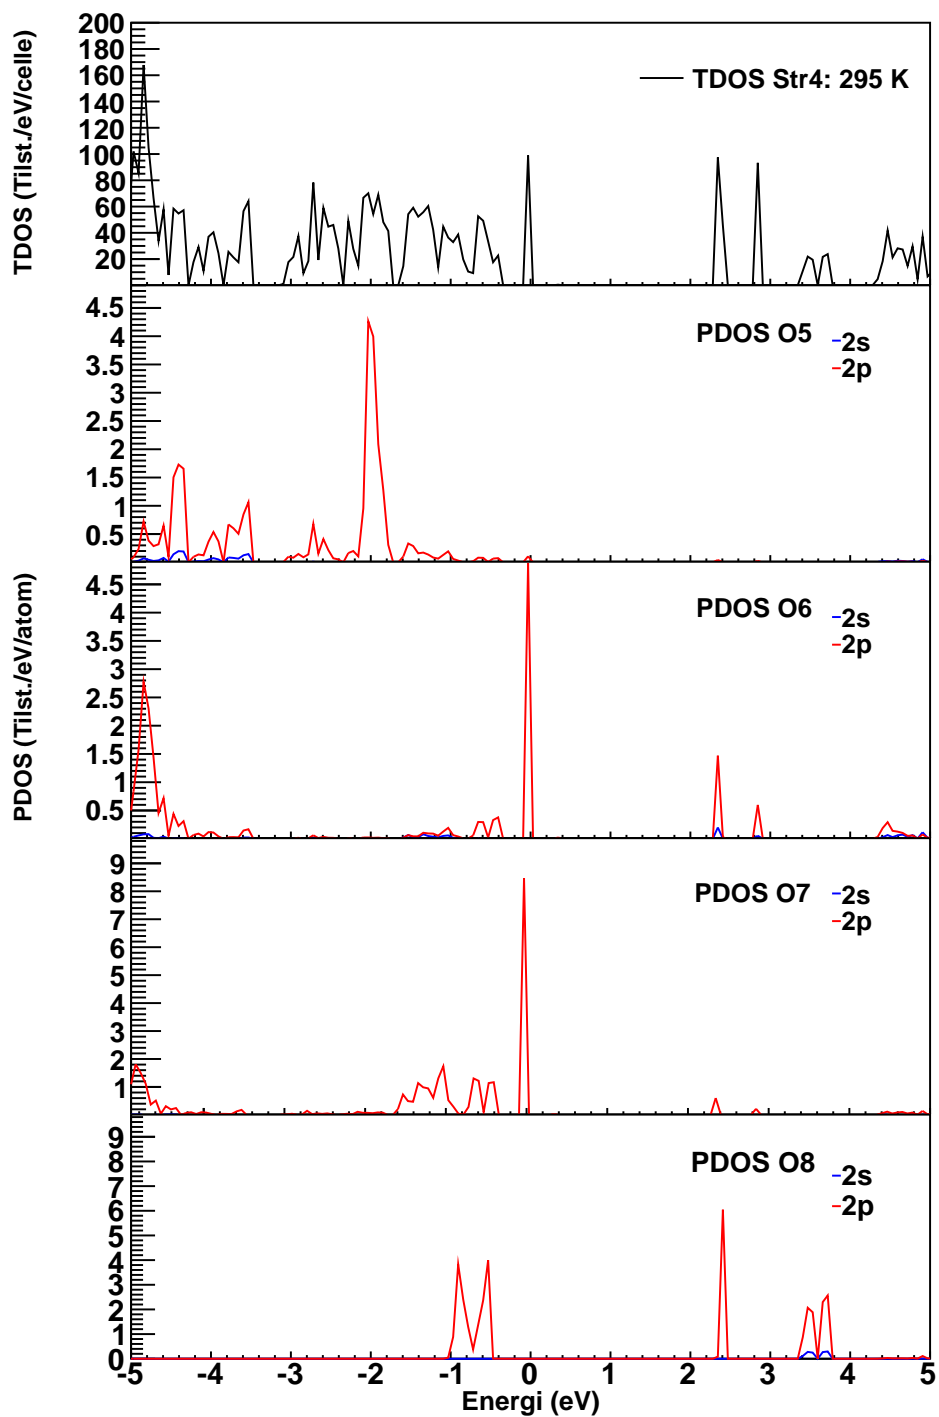 200
180
160
140
120
100
80
60
40
20
TDOS (Tilst./eV/celle)
TDOS Str4: 295 K
4.5
4
3.5
3
2.5
2
1.5
1
0.5
PDOS O5
2s
2p
PDOS (Tilst./eV/atom)
4.5
4
3.5
3
2.5
2
1.5
1
0.5
PDOS O6
2s
2p
9
8
7
6
5
4
3
2
1
PDOS O7
2s
2p
9
8
7
6
5
4
3
2
1
0
PDOS O8
2s
2p
-5 -4 -3 -2 -1 0 1 2 3 4 5
Energi (eV)